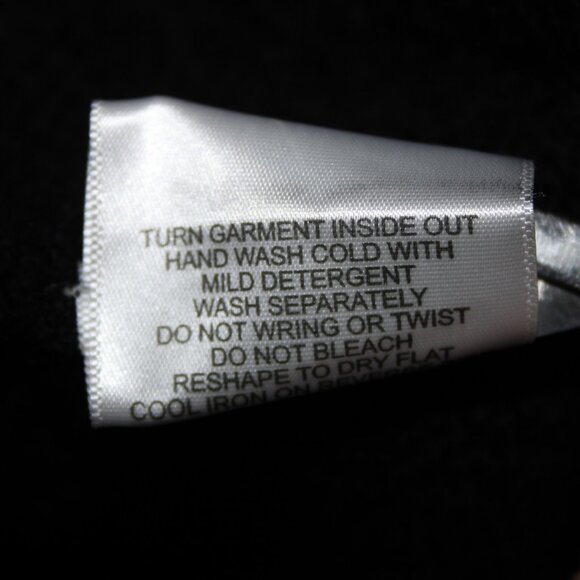 TURN GARMENT INSIDE OUT
HAND WASH COLD WITH
MILD DETERGENT
WASH SEPARATELY
DO NOT WRING OR TWIST
DO NOT BLEACH
RESHAPE TO DRY FLAT
COOL IRON ON